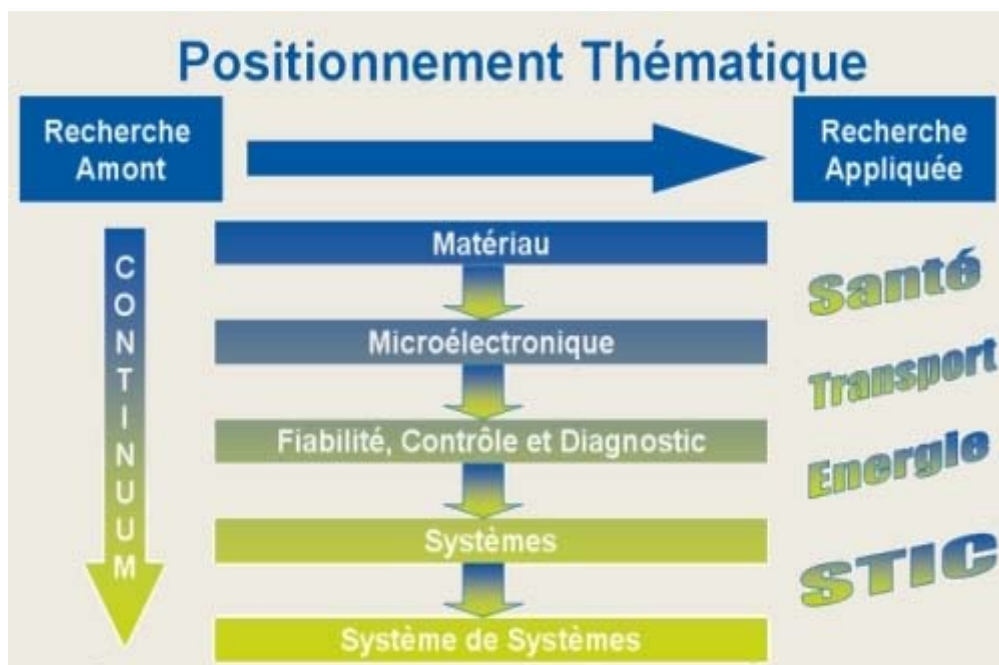 Positionnement Thématique
Recherche
Amont
Recherche
Appliquée
CONTINUUM
Matériau
Microélectronique
Fiabilité, Contrôle et Diagnostic
Systèmes
Système de Systèmes
Santé
Transport
Energie
STIC